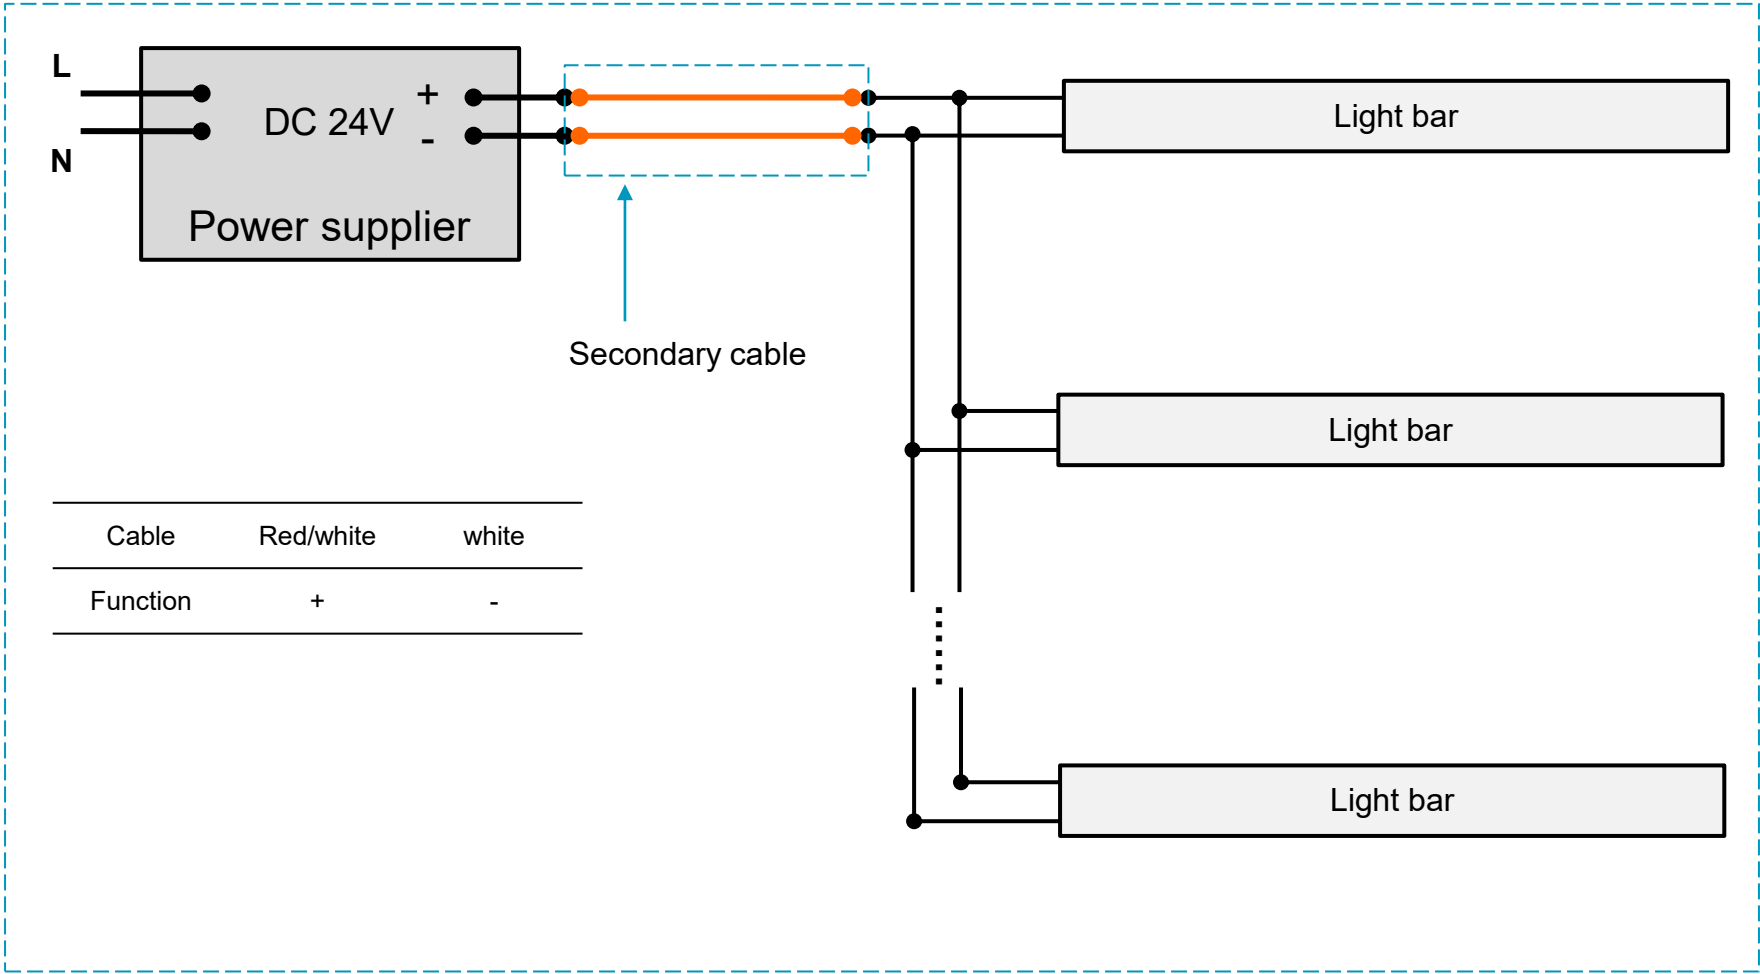 L
N
DC 24V
+
-
Power supplier
Secondary cable
Light bar
Light bar
Cable Red/white white
Function + -
Light bar